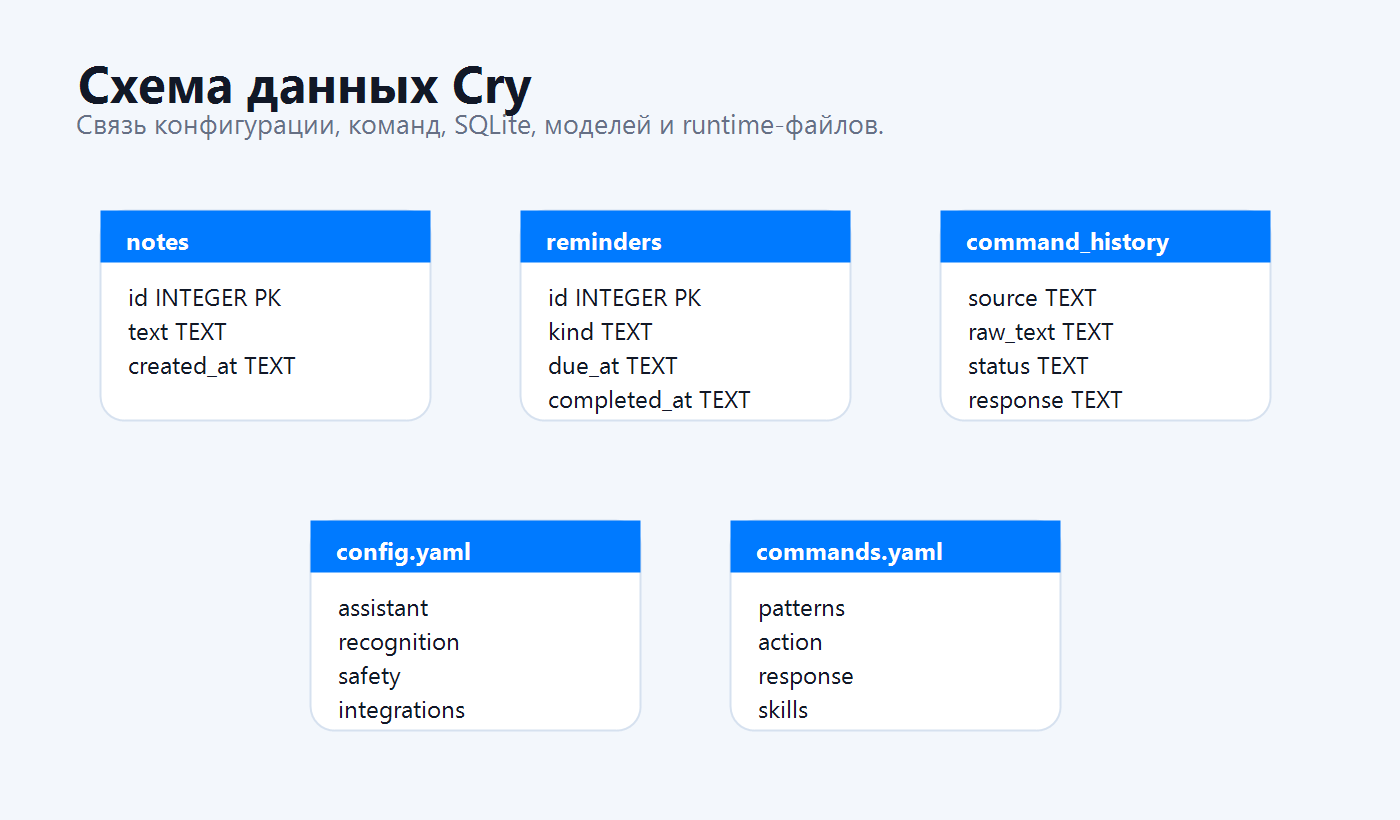 Схема данных Cry
Связь конфигурации, команд, SQLite, моделей и runtime-файлов.
notes
id INTEGER PK
text TEXT
created_at TEXT
reminders
id INTEGER PK
kind TEXT
due_at TEXT
completed_at TEXT
command_history
source TEXT
raw_text TEXT
status TEXT
response TEXT
config.yaml
assistant
recognition
safety
integrations
commands.yaml
patterns
action
response
skills